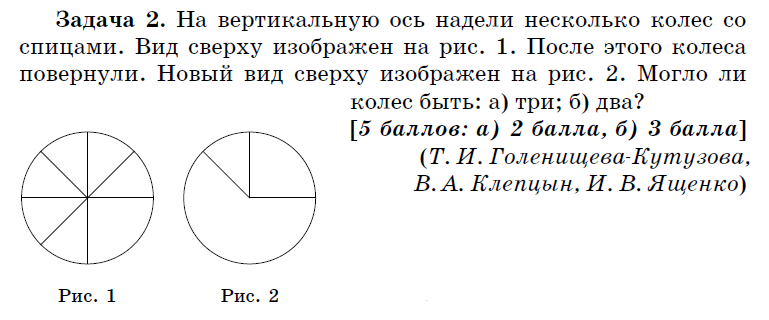 Задача 2. На вертикальную ось надели несколько колес со
спицами. Вид сверху изображен на рис. 1. После этого колеса
повернули. Новый вид сверху изображен на рис. 2. Могло ли
колес быть: а) три; б) два?
[5 баллов: а) 2 балла, б) 3 балла]
(Т. И. Голенищева-Кутузова,
В. А. Клепцын, И. В. Ященко)
Рис. 1 Рис. 2